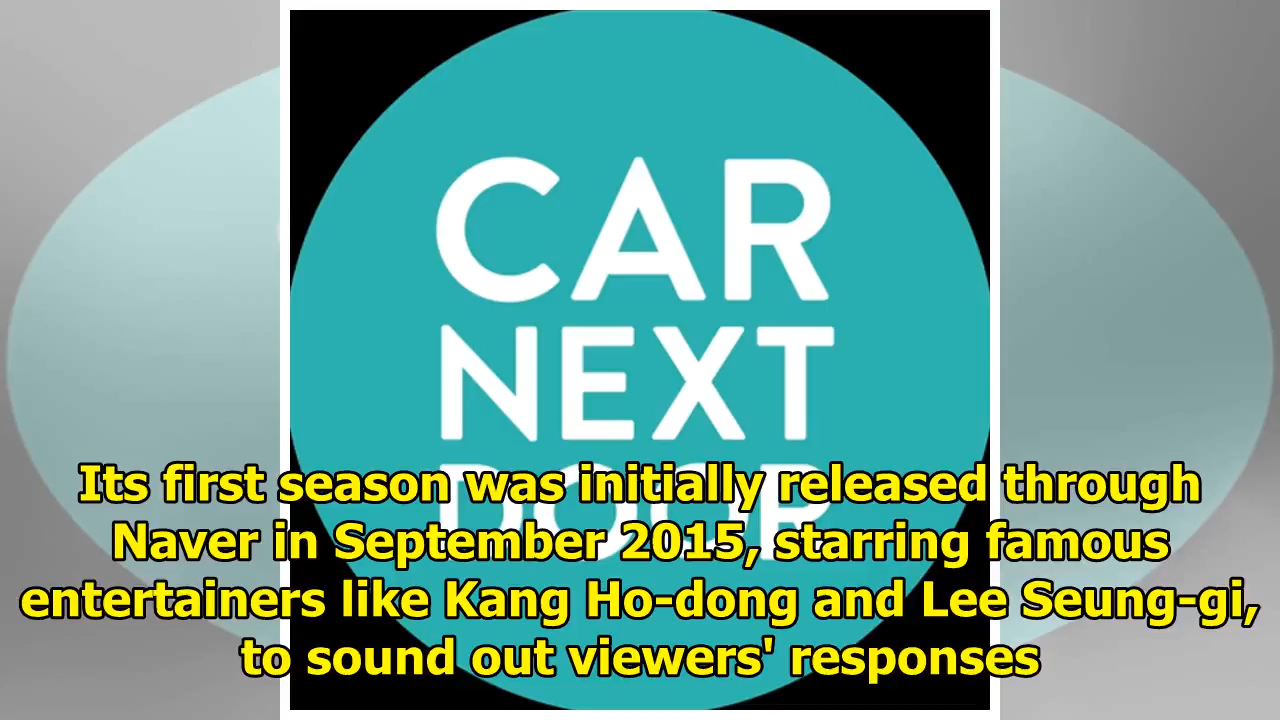 CAR
NEXT
DOOR
Its first season was initially released through
Naver in September 2015, starring famous
entertainers like Kang Ho-dong and Lee Seung-gi,
to sound out viewers' responses